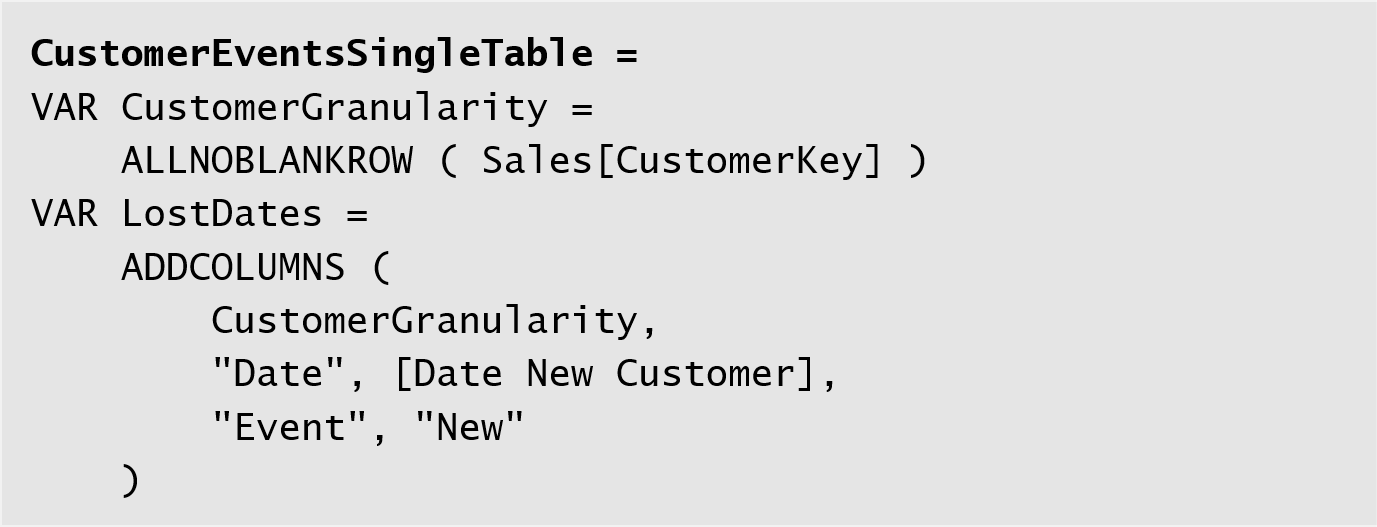 CustomerEventsSingleTable =
VAR CustomerGranularity =
    ALLNOBLANKROW ( Sales[CustomerKey] )
VAR LostDates =
    ADDCOLUMNS (
        CustomerGranularity,
        "Date", [Date New Customer],
        "Event", "New"
    )